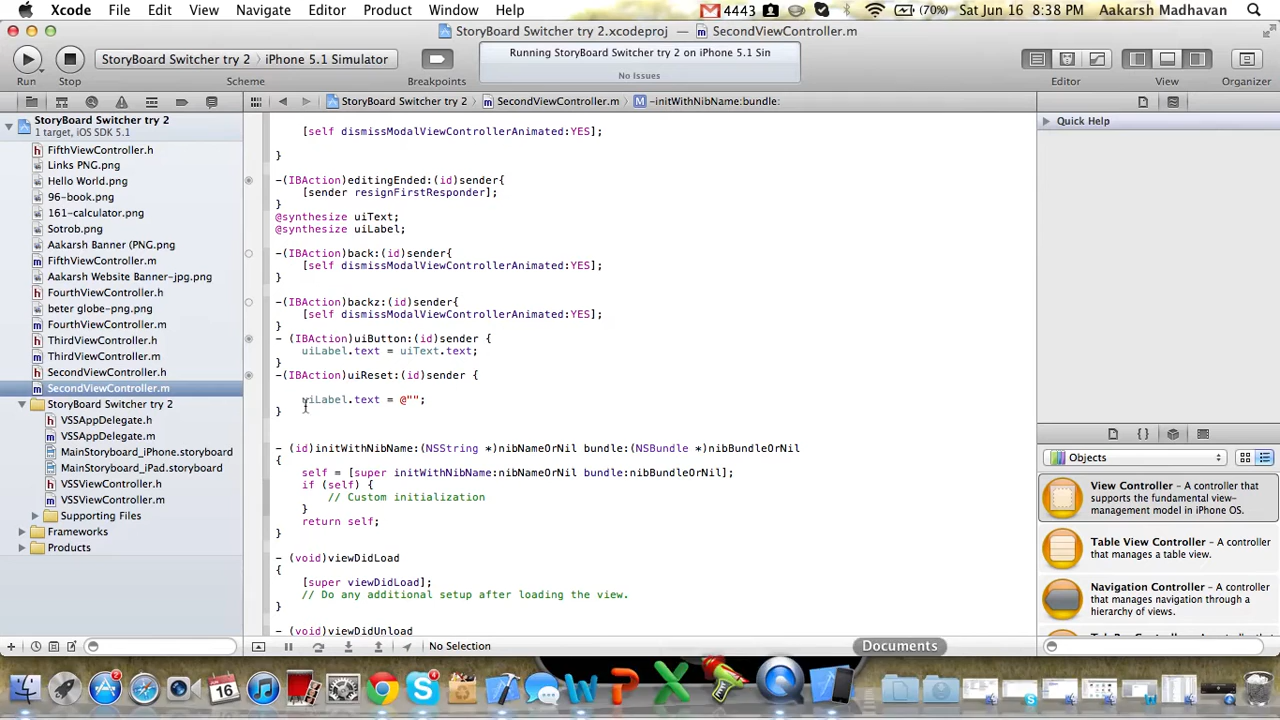 Xcode File Edit View Navigate Editor Product Window Help 4443 (70%) Sat Jun 16 8:38 PM Aakarsh Madhavan
StoryBoard Switcher try 2.xcodeproj — SecondViewController.m
StoryBoard Switcher try 2 iPhone 5.1 Simulator
Running StoryBoard Switcher try 2 on iPhone 5.1 Sin
No Issues
Run Stop Scheme Breakpoints Editor View Organizer
StoryBoard Switcher try 2 SecondViewController.m M -initWithNibName:bundle:
StoryBoard Switcher try 2
1 target, iOS SDK 5.1
FifthViewController.h
Links PNG.png
Hello World.png
96-book.png
161-calculator.png
Sotrob.png
Aakarsh Banner (PNG.png
FifthViewController.m
Aakarsh Website Banner-jpg.png
FourthViewController.h
beter globe-png.png
FourthViewController.m
ThirdViewController.h
ThirdViewController.m
SecondViewController.h
SecondViewController.m
StoryBoard Switcher try 2
VSSAppDelegate.h
VSSAppDelegate.m
MainStoryboard_iPhone.storyboard
MainStoryboard_iPad.storyboard
VSSViewController.h
VSSViewController.m
Supporting Files
Frameworks
Products
[self dismissModalViewControllerAnimated:YES];
}
-(IBAction)editingEnded:(id)sender{
[sender resignFirstResponder];
}
@synthesize uiText;
@synthesize uiLabel;
-(IBAction)back:(id)sender{
[self dismissModalViewControllerAnimated:YES];
}
-(IBAction)backz:(id)sender{
[self dismissModalViewControllerAnimated:YES];
}
- (IBAction)uiButton:(id)sender {
uiLabel.text = uiText.text;
}
-(IBAction)uiReset:(id)sender {
uiLabel.text = @"";
}
- (id)initWithNibName:(NSString *)nibNameOrNil bundle:(NSBundle *)nibBundleOrNil
{
self = [super initWithNibName:nibNameOrNil bundle:nibBundleOrNil];
if (self) {
// Custom initialization
}
return self;
}
- (void)viewDidLoad
{
[super viewDidLoad];
// Do any additional setup after loading the view.
}
- (void)viewDidUnload
No Selection
Documents
Quick Help
Objects
View Controller - A controller that
supports the fundamental view-
management model in iPhone OS.
Table View Controller - A controller
that manages a table view.
Navigation Controller - A controller
that manages navigation through a
hierarchy of views.